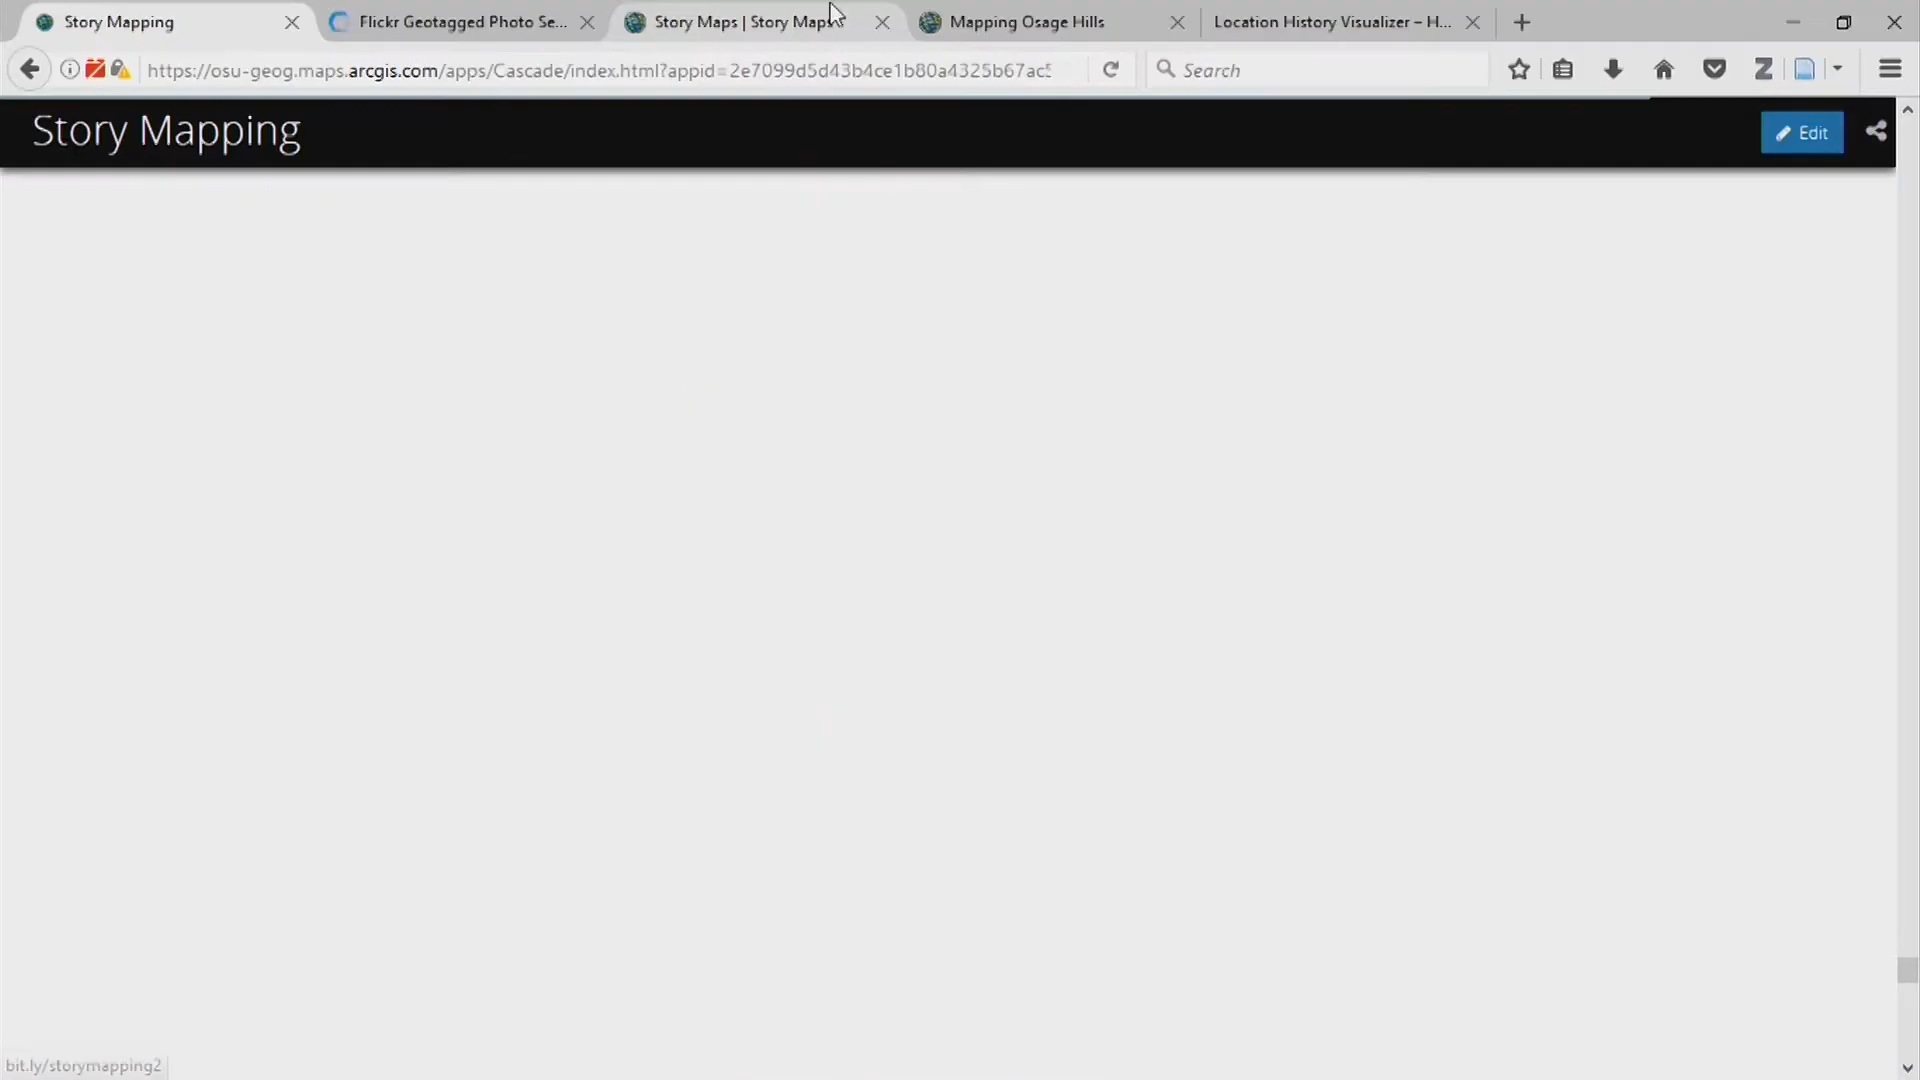 Story Mapping
Flickr Geotagged Photo Se...
Story Maps | Story Maps
Mapping Osage Hills
Location History Visualizer – H...
https://osu-geog.maps.arcgis.com/apps/Cascade/index.html?appid=2e7099d5d43b4ce1b80a4325b67ac5
Search
Z
Story Mapping
Edit
bit.ly/storymapping2